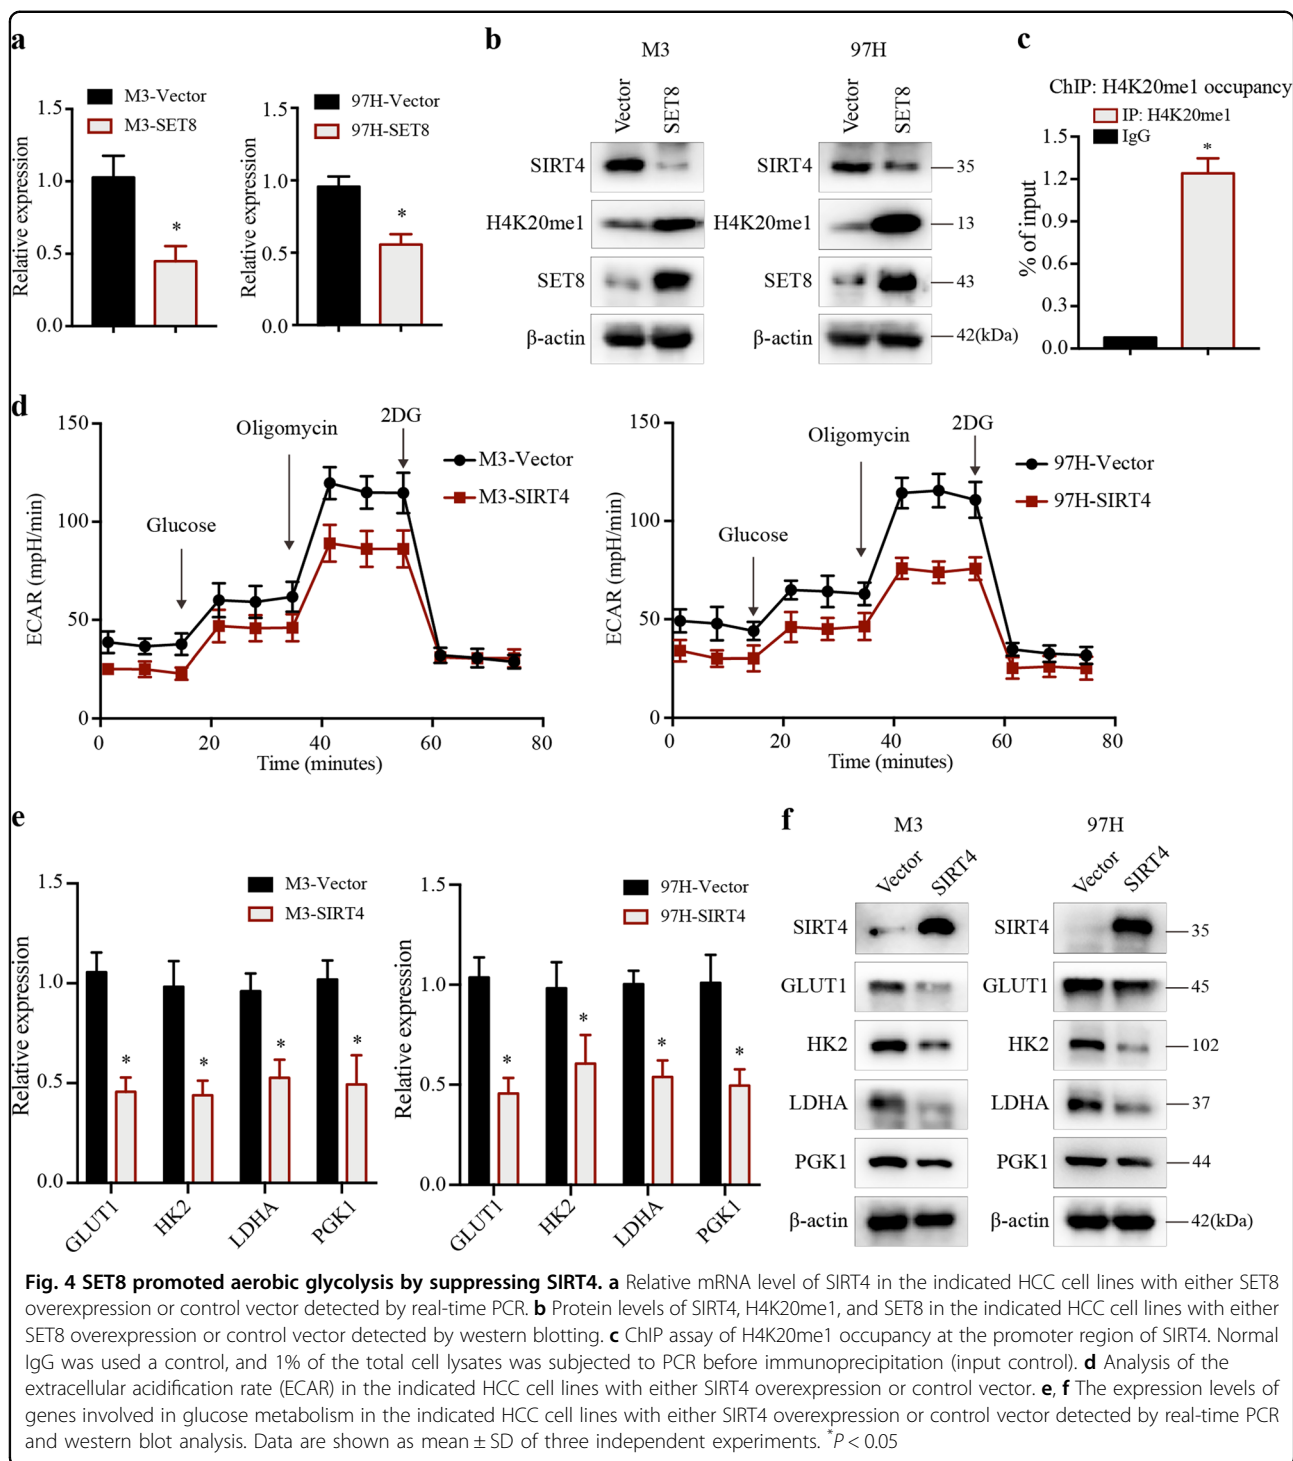 a
M3-Vector
M3-SET8
Relative expression
1.5
1.0
0.5
0.0
*
97H-Vector
97H-SET8
Relative expression
1.5
1.0
0.5
0.0
*
b
M3
97H
Vector
SET8
Vector
SET8
SIRT4
SIRT4
35
H4K20me1
H4K20me1
13
SET8
SET8
43
β-actin
β-actin
42(kDa)
c
ChIP: H4K20me1 occupancy
IP: H4K20me1
IgG
% of input
1.5
1.2
0.9
0.6
0.3
0.0
*
d
ECAR (mpH/min)
150
100
50
0
Glucose
Oligomycin
2DG
M3-Vector
M3-SIRT4
0 20 40 60 80
Time (minutes)
ECAR (mpH/min)
150
100
50
0
Glucose
Oligomycin
2DG
97H-Vector
97H-SIRT4
0 20 40 60 80
Time (minutes)
e
M3-Vector
M3-SIRT4
Relative expression
1.5
1.0
0.5
0.0
* * * *
GLUT1 HK2 LDHA PGK1
97H-Vector
97H-SIRT4
Relative expression
1.5
1.0
0.5
0.0
* * * *
GLUT1 HK2 LDHA PGK1
f
M3
97H
Vector
SIRT4
Vector
SIRT4
SIRT4
SIRT4
35
GLUT1
GLUT1
45
HK2
HK2
102
LDHA
LDHA
37
PGK1
PGK1
44
β-actin
β-actin
42(kDa)
Fig. 4 SET8 promoted aerobic glycolysis by suppressing SIRT4. a Relative mRNA level of SIRT4 in the indicated HCC cell lines with either SET8
overexpression or control vector detected by real-time PCR. b Protein levels of SIRT4, H4K20me1, and SET8 in the indicated HCC cell lines with either
SET8 overexpression or control vector detected by western blotting. c ChIP assay of H4K20me1 occupancy at the promoter region of SIRT4. Normal
IgG was used a control, and 1% of the total cell lysates was subjected to PCR before immunoprecipitation (input control). d Analysis of the
extracellular acidification rate (ECAR) in the indicated HCC cell lines with either SIRT4 overexpression or control vector. e, f The expression levels of
genes involved in glucose metabolism in the indicated HCC cell lines with either SIRT4 overexpression or control vector detected by real-time PCR
and western blot analysis. Data are shown as mean ± SD of three independent experiments. *P < 0.05